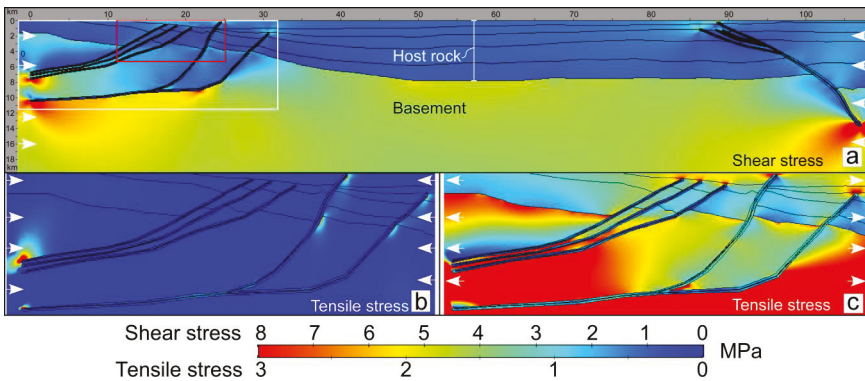 km 0 10 20 30 40 50 60 70 80 90 100
0
2
4
6
8
10
12
14
16
18
km
0
Host rock
Basement
Shear stress a
Tensile stress b
Tensile stress c
Shear stress 8 7 6 5 4 3 2 1 0 MPa
Tensile stress 3 2 1 0